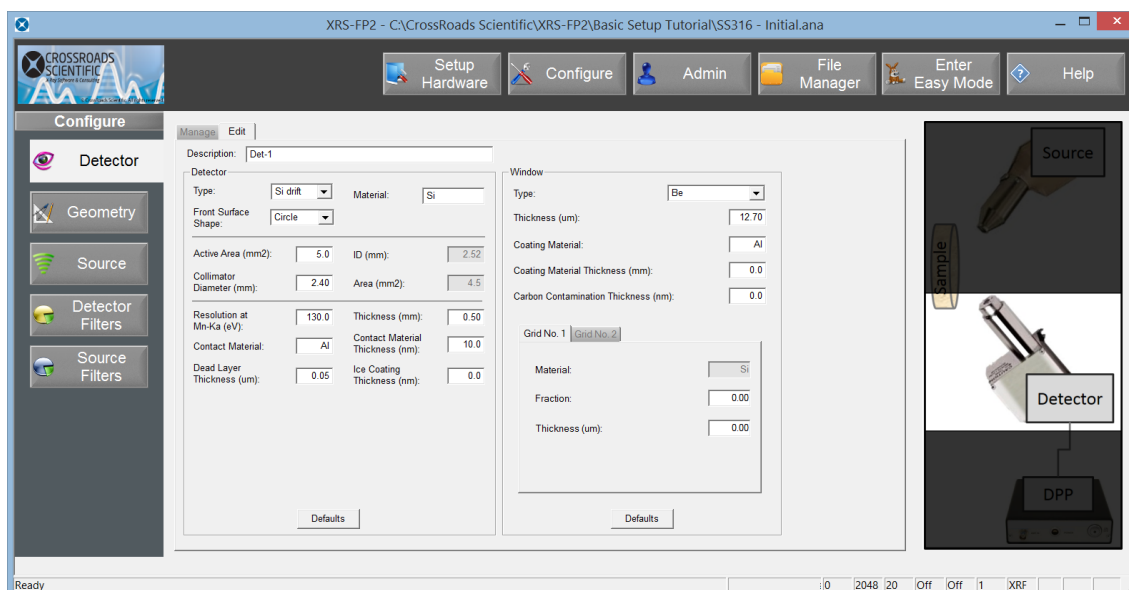 XRS-FP2 - C:\CrossRoads Scientific\XRS-FP2\Basic Setup Tutorial\SS316 - Initial.ana
CROSSROADS
SCIENTIFIC
Setup
Hardware
Configure
Admin
File
Manager
Enter
Easy Mode
Help
Configure
Detector
Geometry
Source
Detector
Filters
Source
Filters
Manage Edit
Description: Det-1
Detector
Type: Si drift Material: Si
Front Surface
Shape: Circle
Active Area (mm2): 5.0 ID (mm): 2.52
Collimator
Diameter (mm): 2.40 Area (mm2): 4.5
Resolution at
Mn-Ka (eV): 130.0 Thickness (mm): 0.50
Contact Material: Al Contact Material
Thickness (nm): 10.0
Dead Layer
Thickness (um): 0.05 Ice Coating
Thickness (nm): 0.0
Defaults
Window
Type: Be
Thickness (um): 12.70
Coating Material: Al
Coating Material Thickness (mm): 0.0
Carbon Contamination Thickness (nm): 0.0
Grid No. 1 Grid No. 2
Material: Si
Fraction: 0.00
Thickness (um): 0.00
Defaults
Source
Sample
Detector
DPP
Ready
: 0 2048 20 Off Off 1 XRF